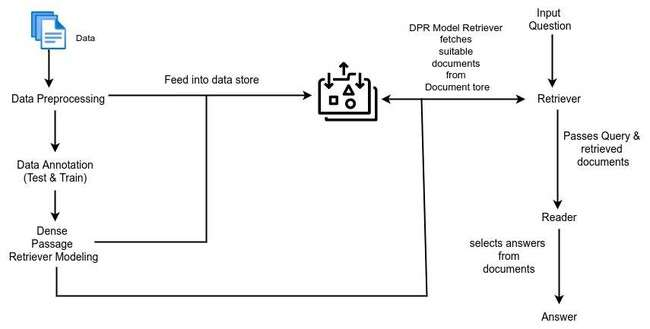 Data
Data Preprocessing
Feed into data store
Data Annotation
(Test & Train)
Dense
Passage
Retriever Modeling
DPR Model Retriever
fetches
suitable
documents
from
Document tore
Input
Question
Retriever
Passes Query &
retrieved
documents
Reader
selects answers
from
documents
Answer